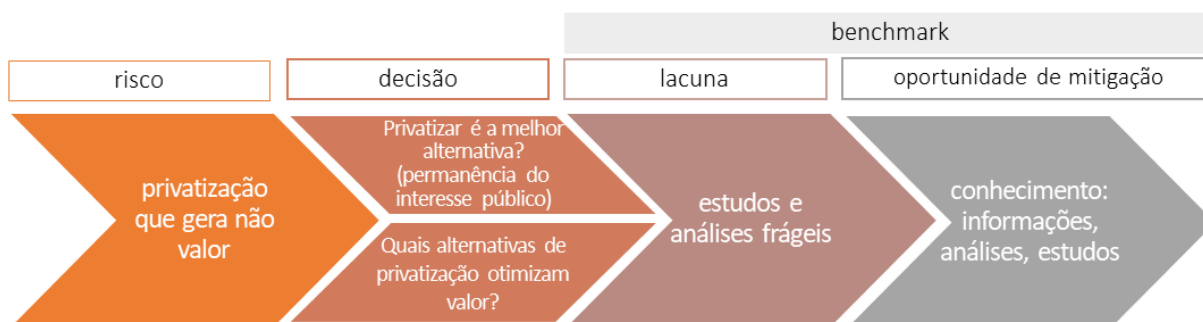 benchmark
risco
decisão
lacuna
oportunidade de mitigação
privatização
que gera não
valor
Privatizar é a melhor
alternativa?
(permanência do
interesse público)
Quais alternativas de
privatização otimizam
valor?
estudos e
análises frágeis
conhecimento:
informações,
análises, estudos